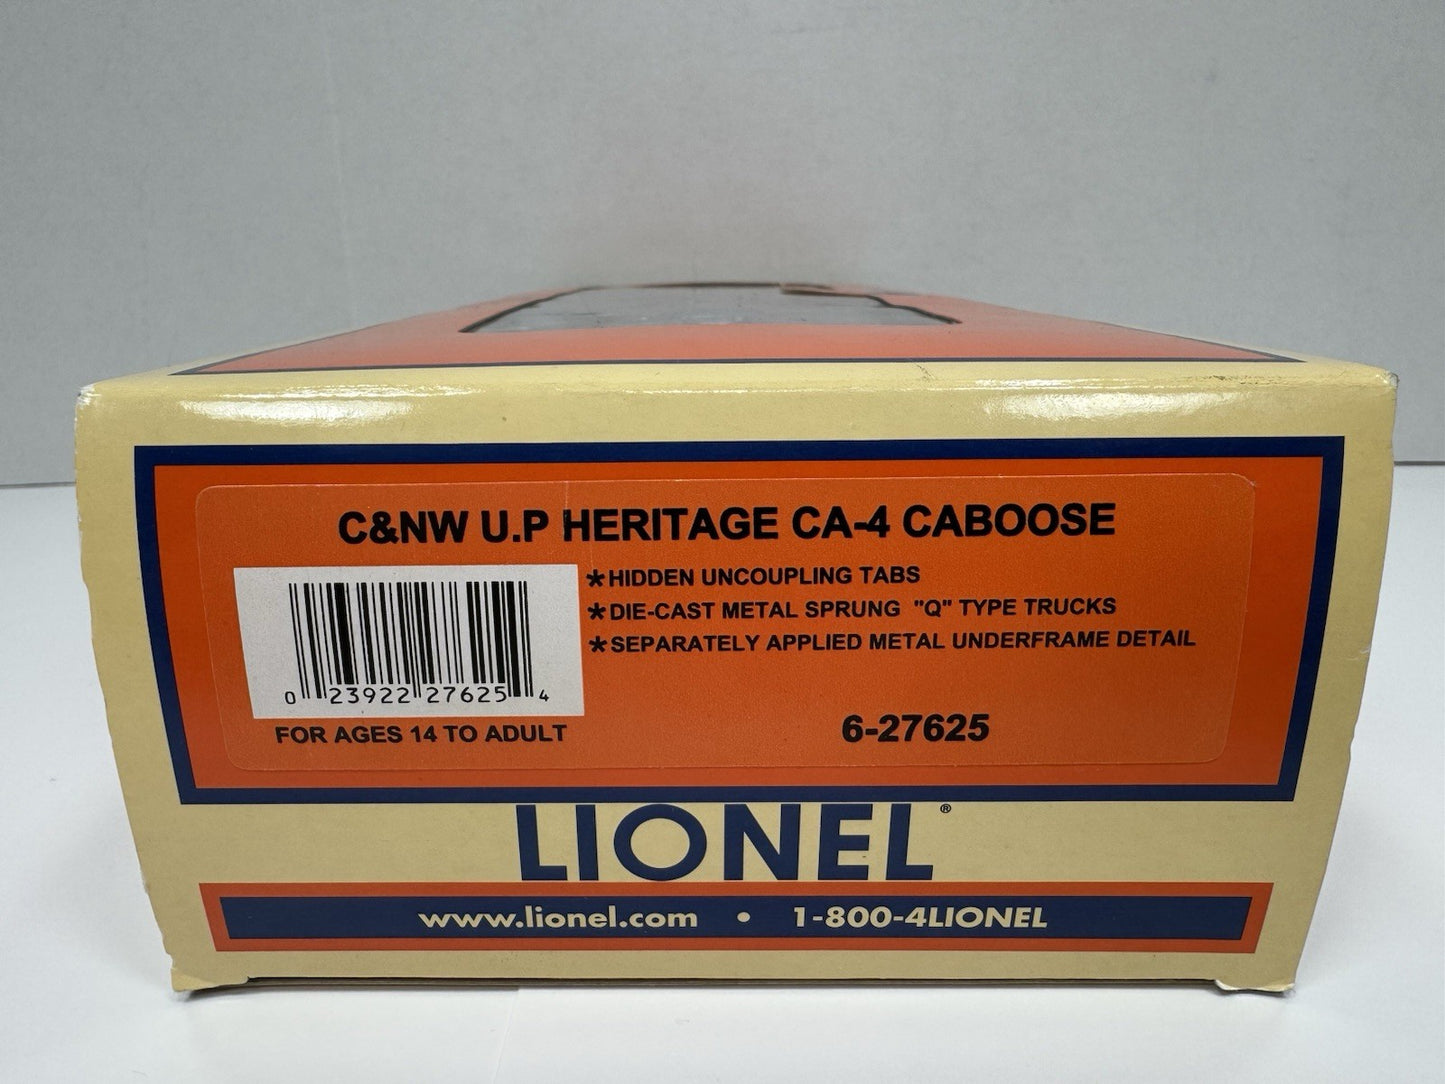 C&NW U.P HERITAGE CA-4 CABOOSE
*HIDDEN UNCOUPLING TABS
*DIE-CAST METAL SPRUNG "Q" TYPE TRUCKS
*SEPARATELY APPLIED METAL UNDERFRAME DETAIL
0 23922 27625 4
FOR AGES 14 TO ADULT
6-27625
LIONEL®
www.lionel.com • 1-800-4LIONEL